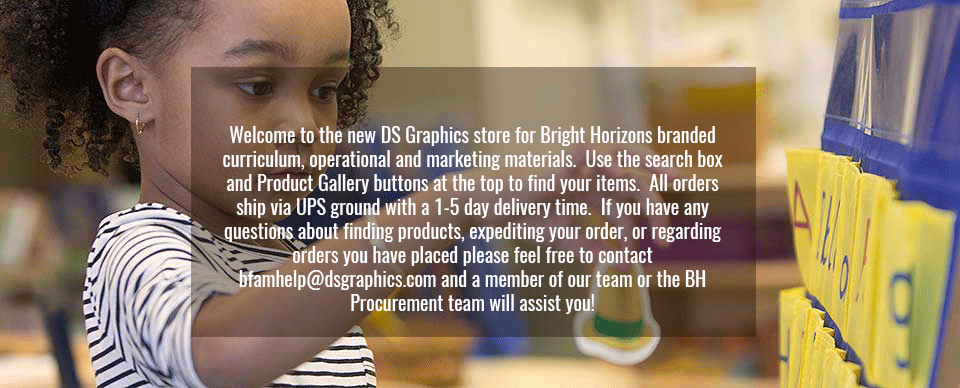 Welcome to the new DS Graphics store for Bright Horizons branded
curriculum, operational and marketing materials.  Use the search box
and Product Gallery buttons at the top to find your items.  All orders
ship via UPS ground with a 1-5 day delivery time.  If you have any
questions about finding products, expediting your order, or regarding
orders you have placed please feel free to contact
bfamhelp@dsgraphics.com and a member of our team or the BH
Procurement team will assist you!